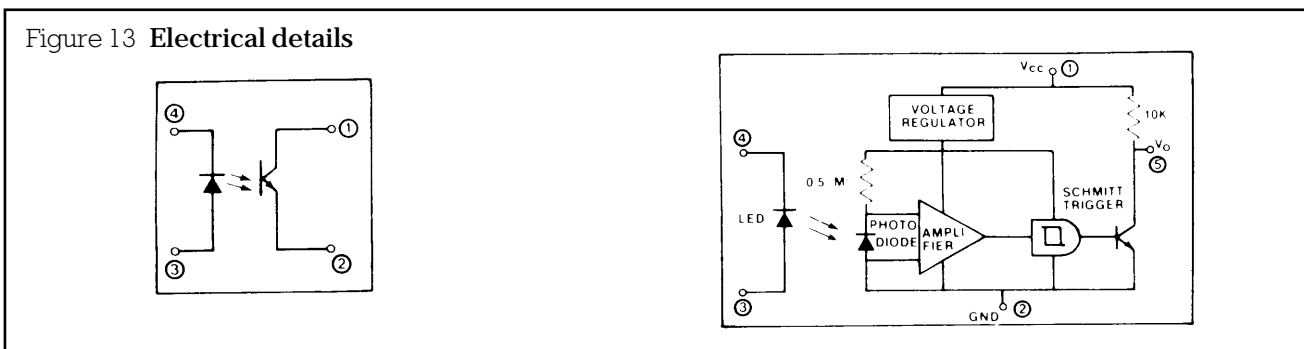 Figure 13 Electrical details
④
①
③
②
VCC ①
VOLTAGE
REGULATOR
10K
VO
⑤
④
0.5 M
SCHMITT
TRIGGER
LED
PHOTO
DIODE
AMPLI
FIER
③
GND ②